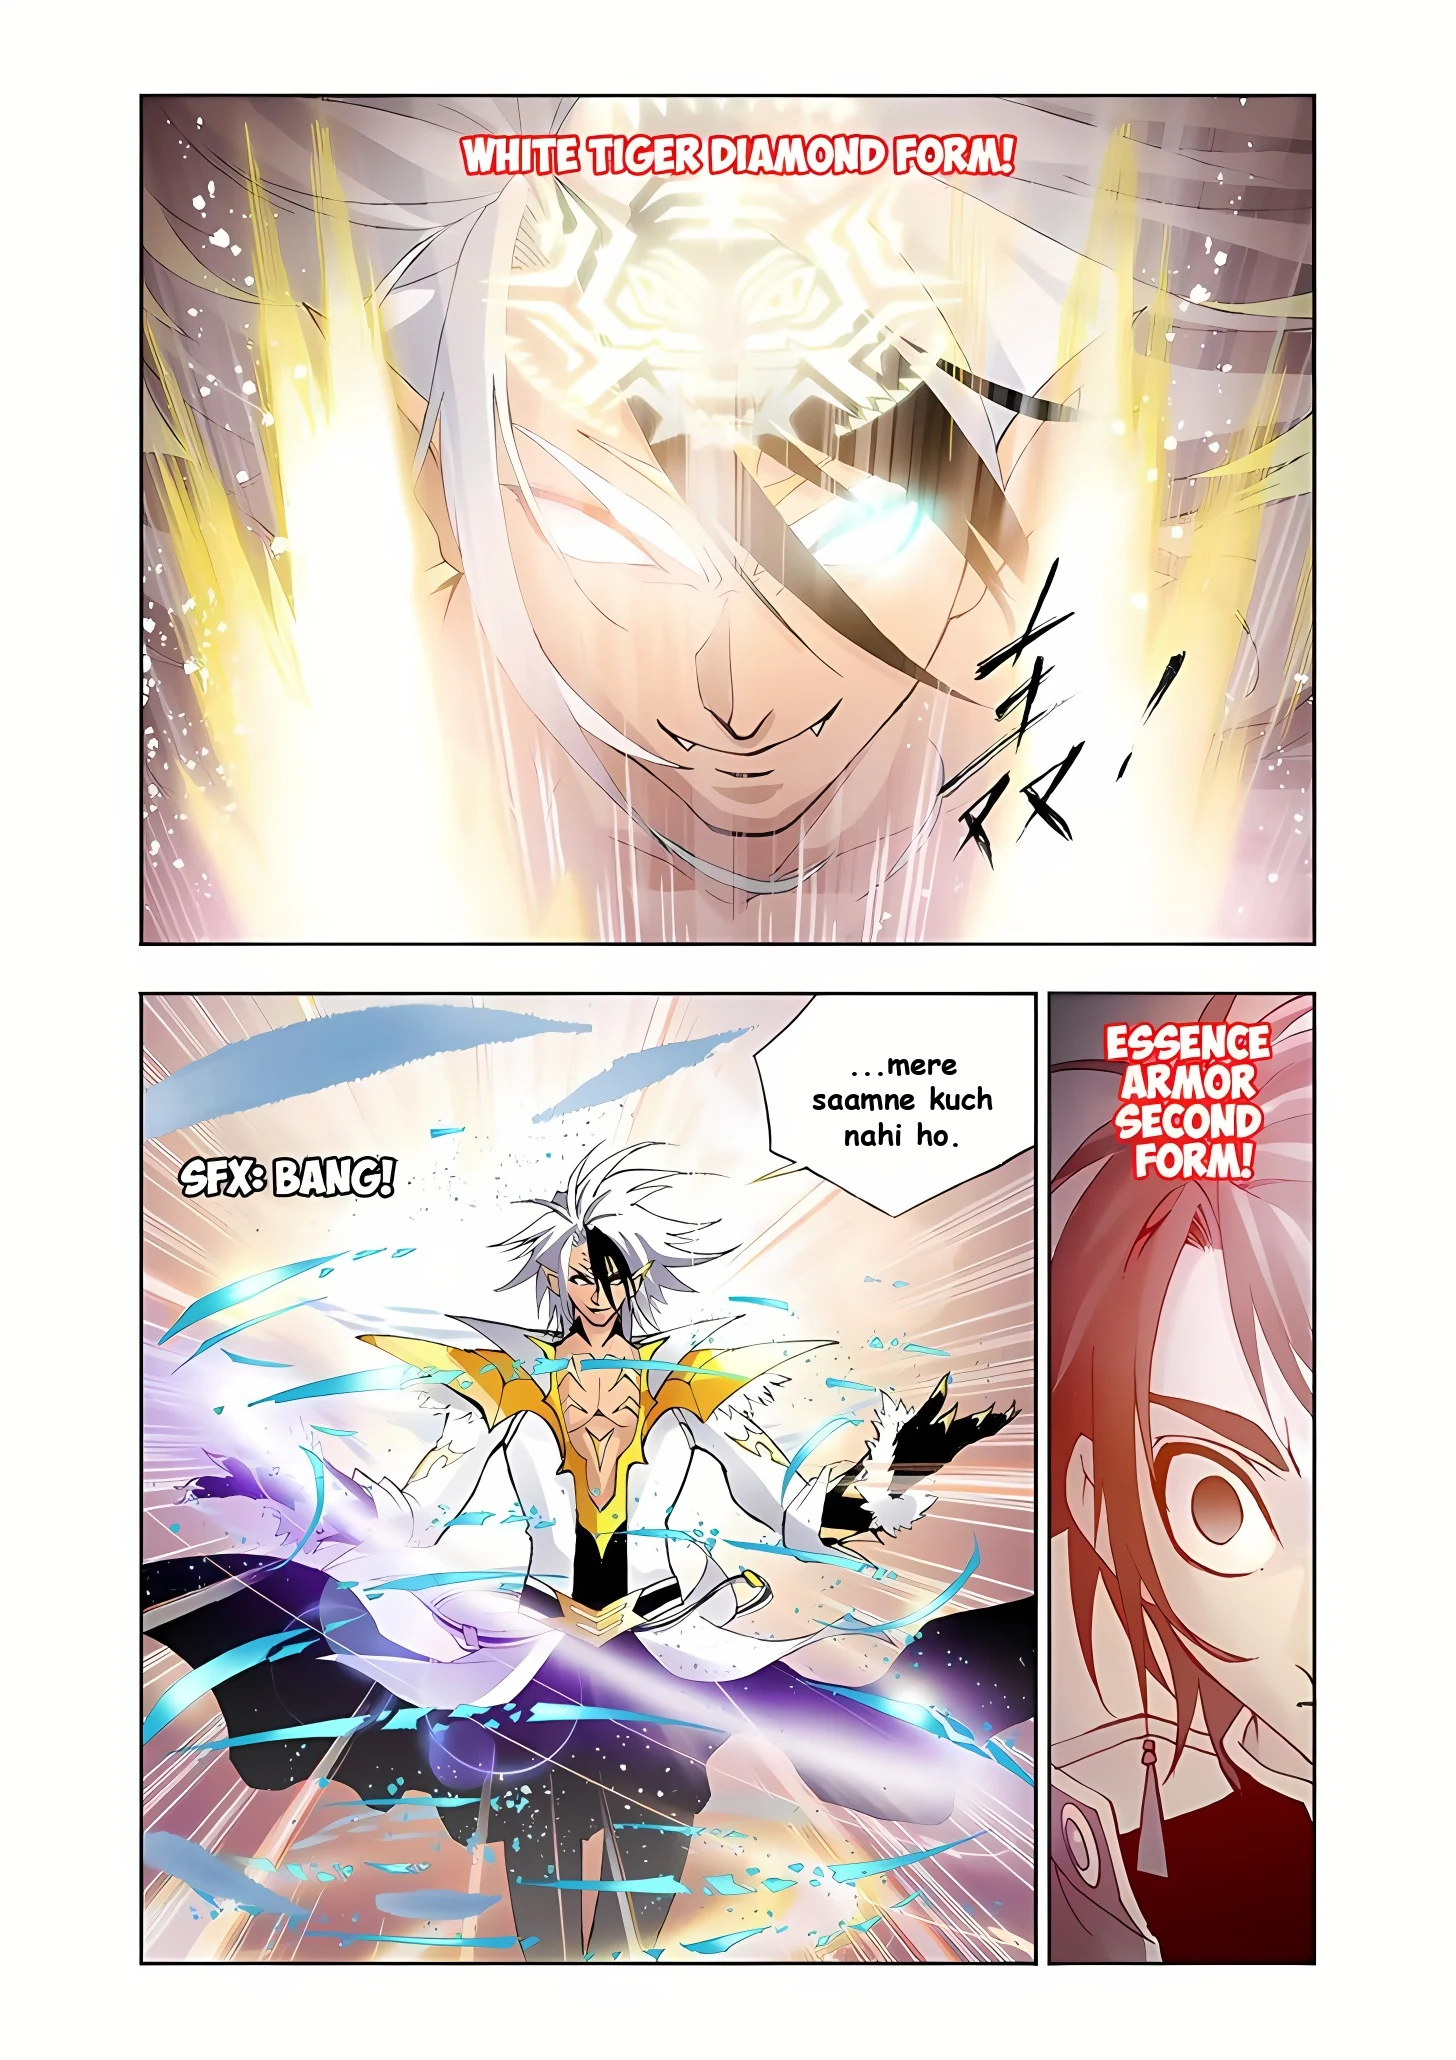 WHITE TIGER DIAMOND FORM!
...mere
saamne kuch
nahi ho.
SFX: BANG!
ESSENCE
ARMOR
SECOND
FORM!